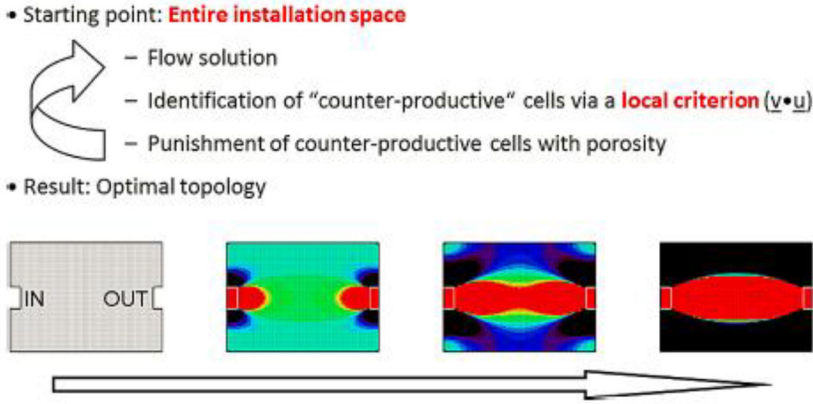 • Starting point: Entire installation space
– Flow solution
– Identification of “counter-productive“ cells via a local criterion (v•u)
– Punishment of counter-productive cells with porosity
• Result: Optimal topology
IN OUT